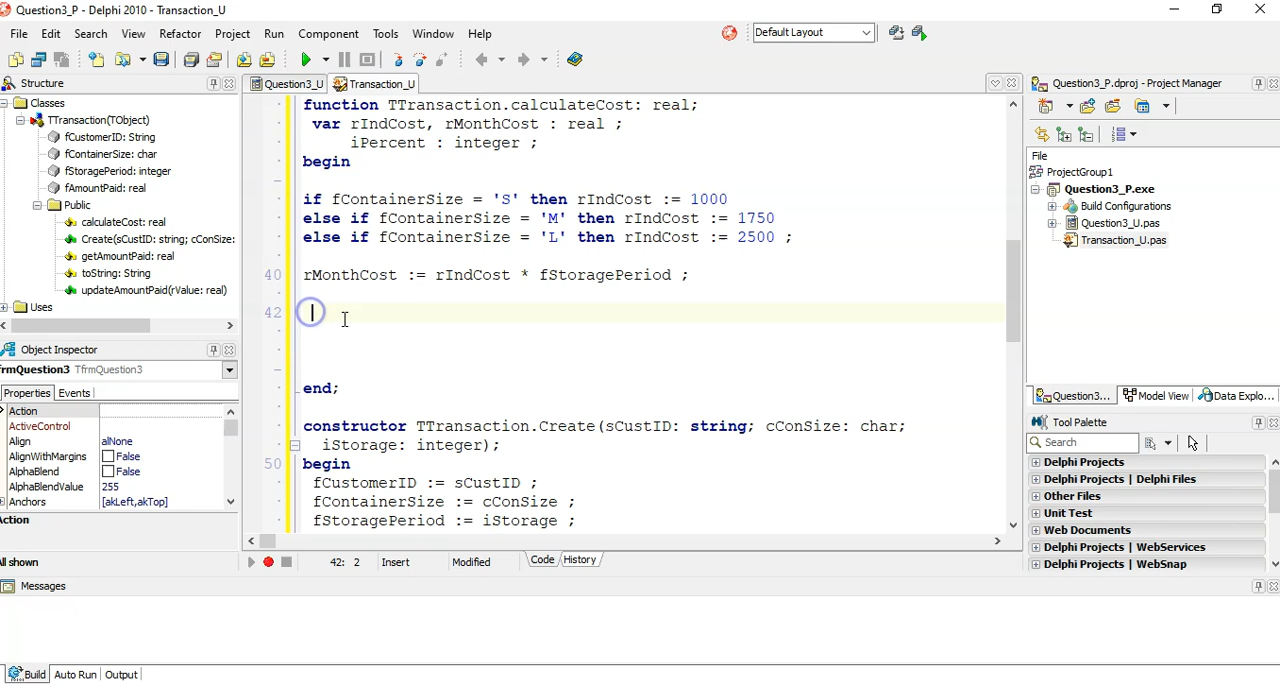 Question3_P - Delphi 2010 - Transaction_U
File Edit Search View Refactor Project Run Component Tools Window Help
Default Layout
Structure
Question3_U
Transaction_U
Question3_P.dproj - Project Manager
Classes
TTransaction(TObject)
fCustomerID: String
fContainerSize: char
fStoragePeriod: integer
fAmountPaid: real
Public
calculateCost: real
Create(sCustID: string; cConSize:
getAmountPaid: real
toString: String
updateAmountPaid(rValue: real)
Uses
function TTransaction.calculateCost: real;
var rIndCost, rMonthCost : real ;
iPercent : integer ;
begin
if fContainerSize = 'S' then rIndCost := 1000
else if fContainerSize = 'M' then rIndCost := 1750
else if fContainerSize = 'L' then rIndCost := 2500 ;
40 rMonthCost := rIndCost * fStoragePeriod ;
42
end;
constructor TTransaction.Create(sCustID: string; cConSize: char;
iStorage: integer);
50 begin
fCustomerID := sCustID ;
fContainerSize := cConSize ;
fStoragePeriod := iStorage ;
File
ProjectGroup1
Question3_P.exe
Build Configurations
Question3_U.pas
Transaction_U.pas
Question3...
Model View
Data Explo...
Object Inspector
frmQuestion3 TfrmQuestion3
Properties Events
Action
ActiveControl
Align alNone
AlignWithMargins False
AlphaBlend False
AlphaBlendValue 255
Anchors [akLeft,akTop]
Action
All shown
Tool Palette
Search
Delphi Projects
Delphi Projects | Delphi Files
Other Files
Unit Test
Web Documents
Delphi Projects | WebServices
Delphi Projects | WebSnap
42: 2 Insert Modified Code History
Messages
Build Auto Run Output